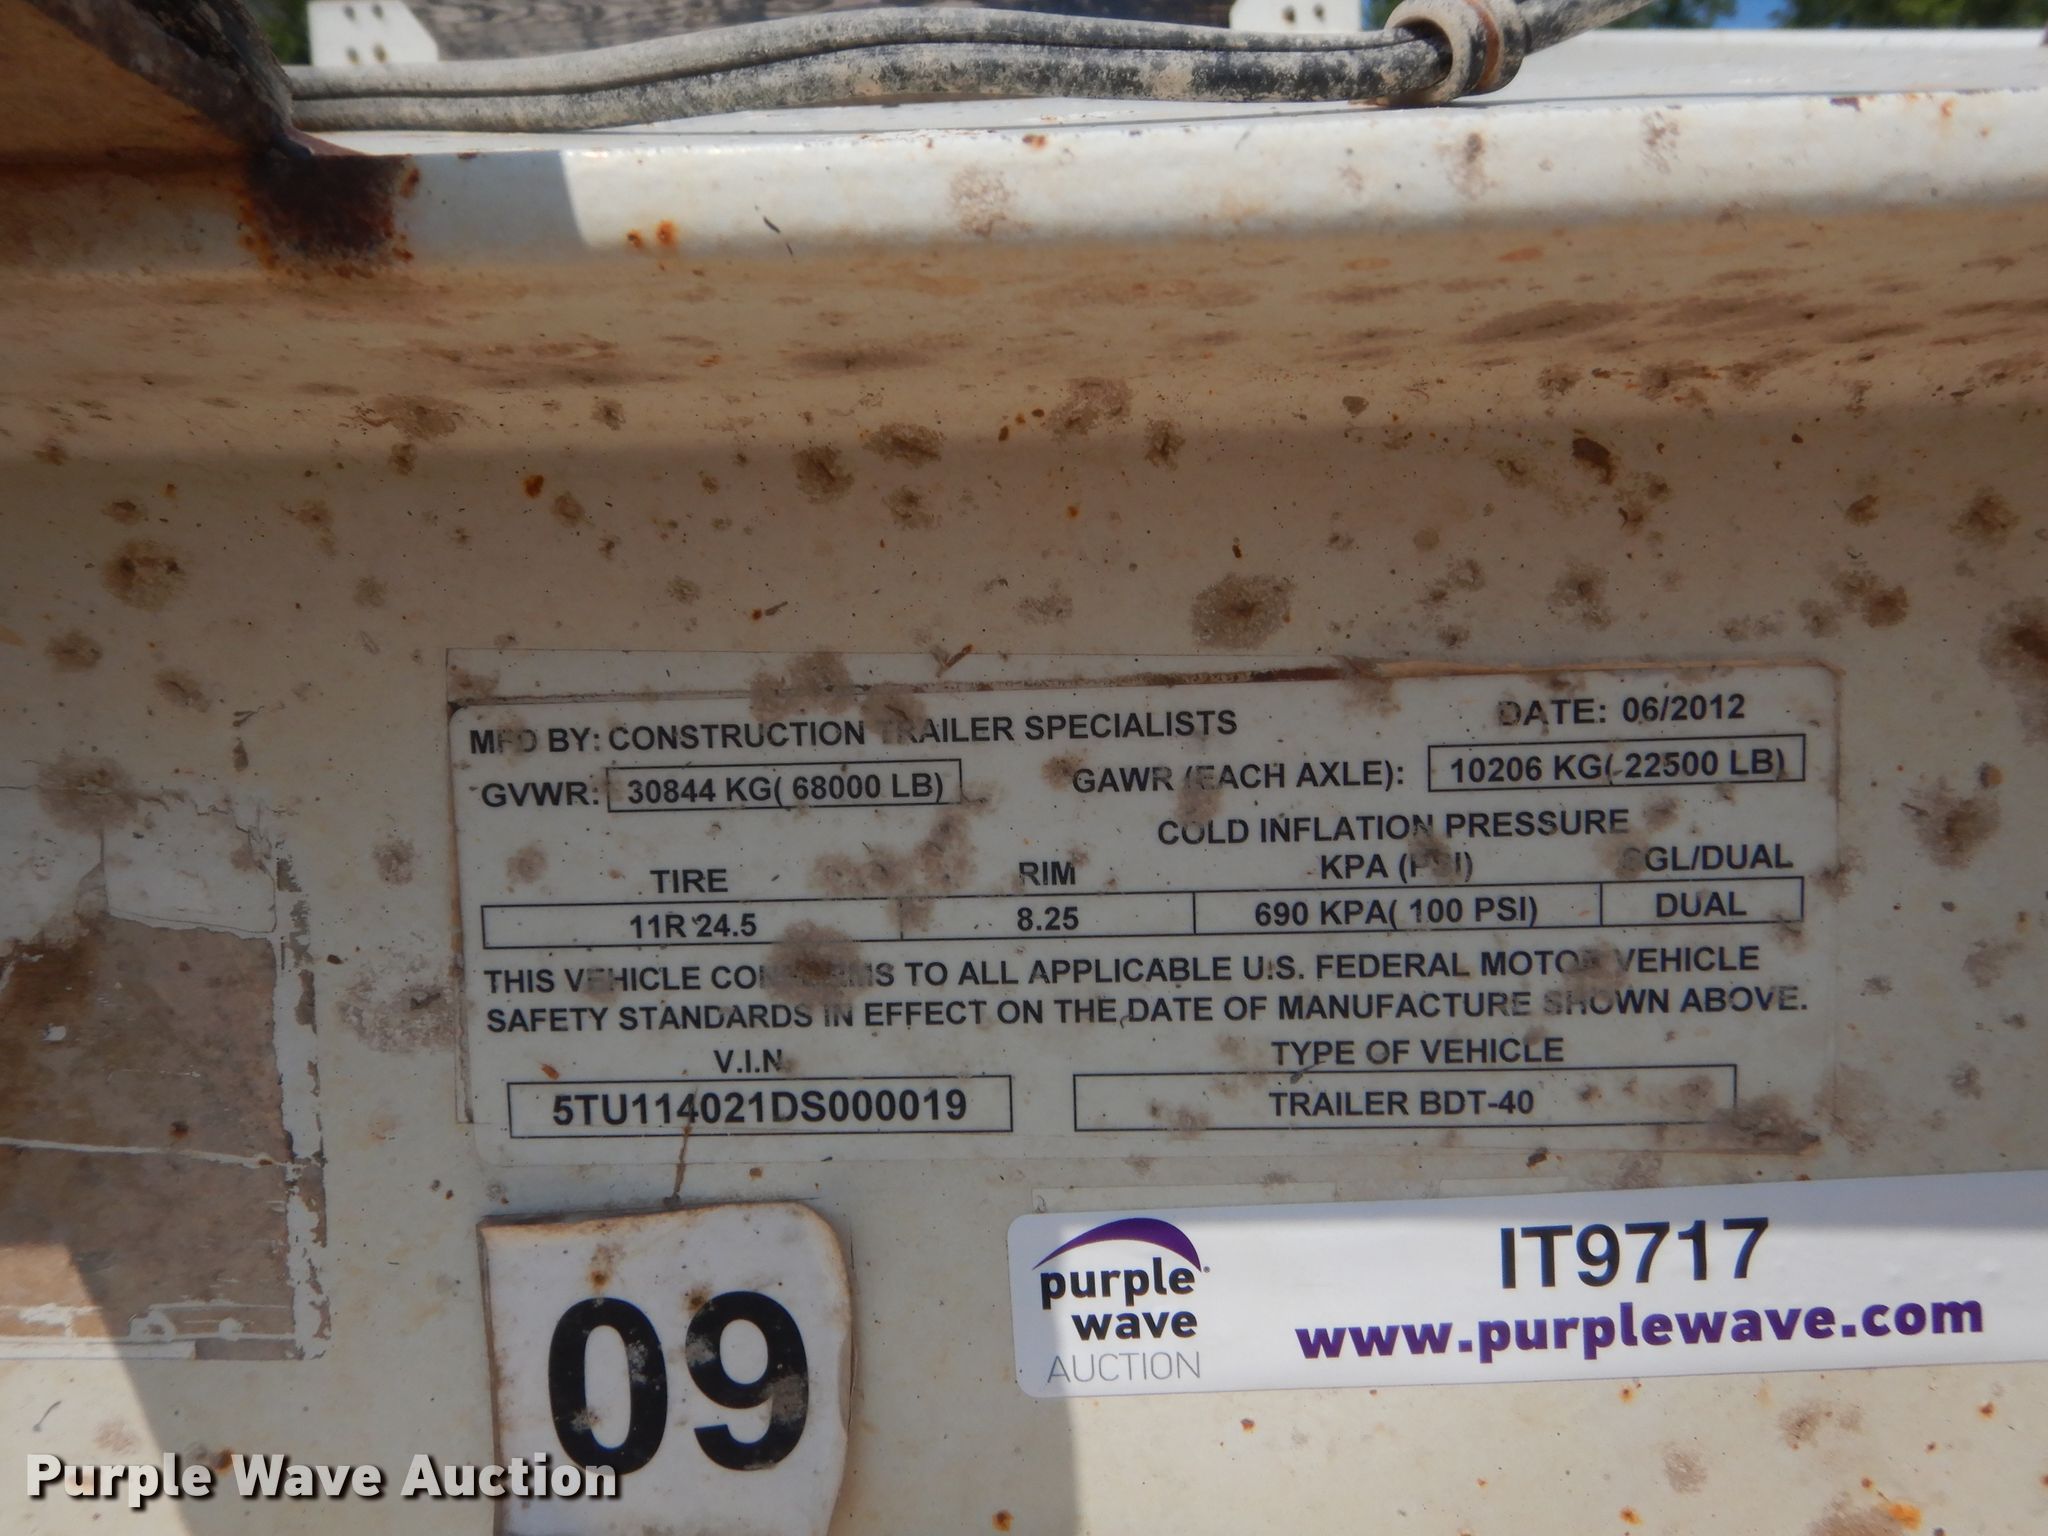 MFD BY: CONSTRUCTION TRAILER SPECIALISTS
DATE: 06/2012
GVWR: 30844 KG( 68000 LB)
GAWR (EACH AXLE): 10206 KG( 22500 LB)
COLD INFLATION PRESSURE
TIRE RIM KPA (PSI) SGL/DUAL
11R 24.5 8.25 690 KPA( 100 PSI) DUAL
THIS VEHICLE CONFORMS TO ALL APPLICABLE U.S. FEDERAL MOTOR VEHICLE
SAFETY STANDARDS IN EFFECT ON THE DATE OF MANUFACTURE SHOWN ABOVE.
V.I.N. TYPE OF VEHICLE
5TU114021DS000019 TRAILER BDT-40
09
purple
wave
AUCTION
IT9717
www.purplewave.com
Purple Wave Auction